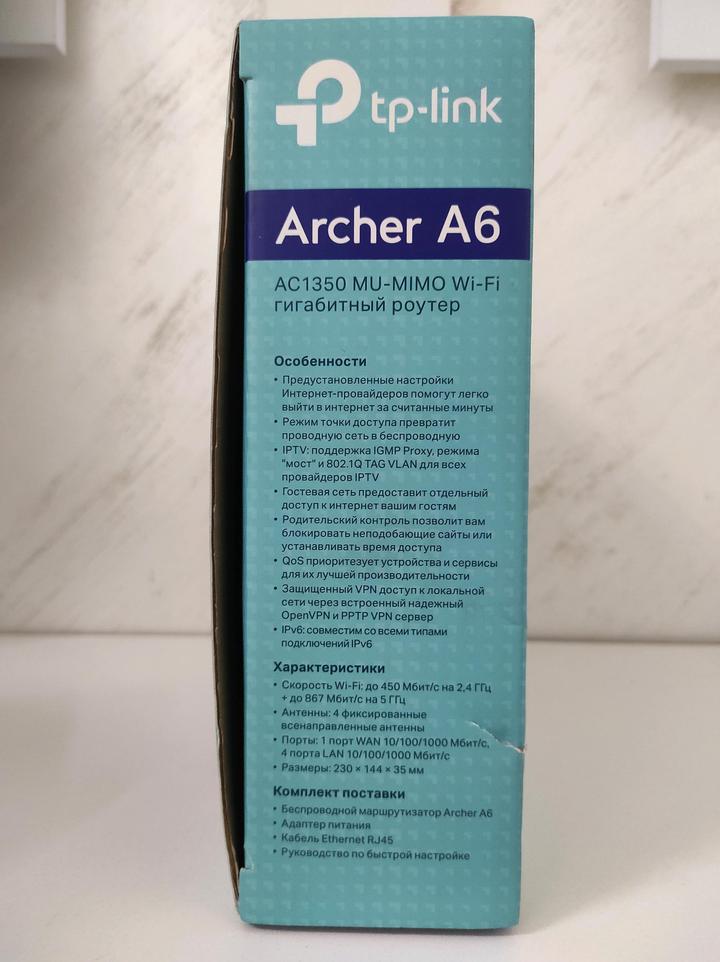 tp-link
Archer A6
AC1350 MU-MIMO Wi-Fi
гигабитный роутер
Особенности
• Предустановленные настройки
Интернет-провайдеров помогут легко
выйти в интернет за считанные минуты
• Режим точки доступа превратит
проводную сеть в беспроводную
• IPTV: поддержка IGMP Proxy, режима
"мост" и 802.1Q TAG VLAN для всех
провайдеров IPTV
• Гостевая сеть предоставит отдельный
доступ к интернет вашим гостям
• Родительский контроль позволит вам
блокировать неподобающие сайты или
устанавливать время доступа
• QoS приоритезует устройства и сервисы
для их лучшей производительности
• Защищенный VPN доступ к локальной
сети через встроенный надежный
OpenVPN и PPTP VPN сервер
• IPv6: совместим со всеми типами
подключений IPv6
Характеристики
• Скорость Wi-Fi: до 450 Мбит/с на 2,4 ГГц
+ до 867 Мбит/с на 5 ГГц
• Антенны: 4 фиксированные
всенаправленные антенны
• Порты: 1 порт WAN 10/100/1000 Мбит/с,
4 порта LAN 10/100/1000 Мбит/с
• Размеры: 230 × 144 × 35 мм
Комплект поставки
• Беспроводной маршрутизатор Archer A6
• Адаптер питания
• Кабель Ethernet RJ45
• Руководство по быстрой настройке